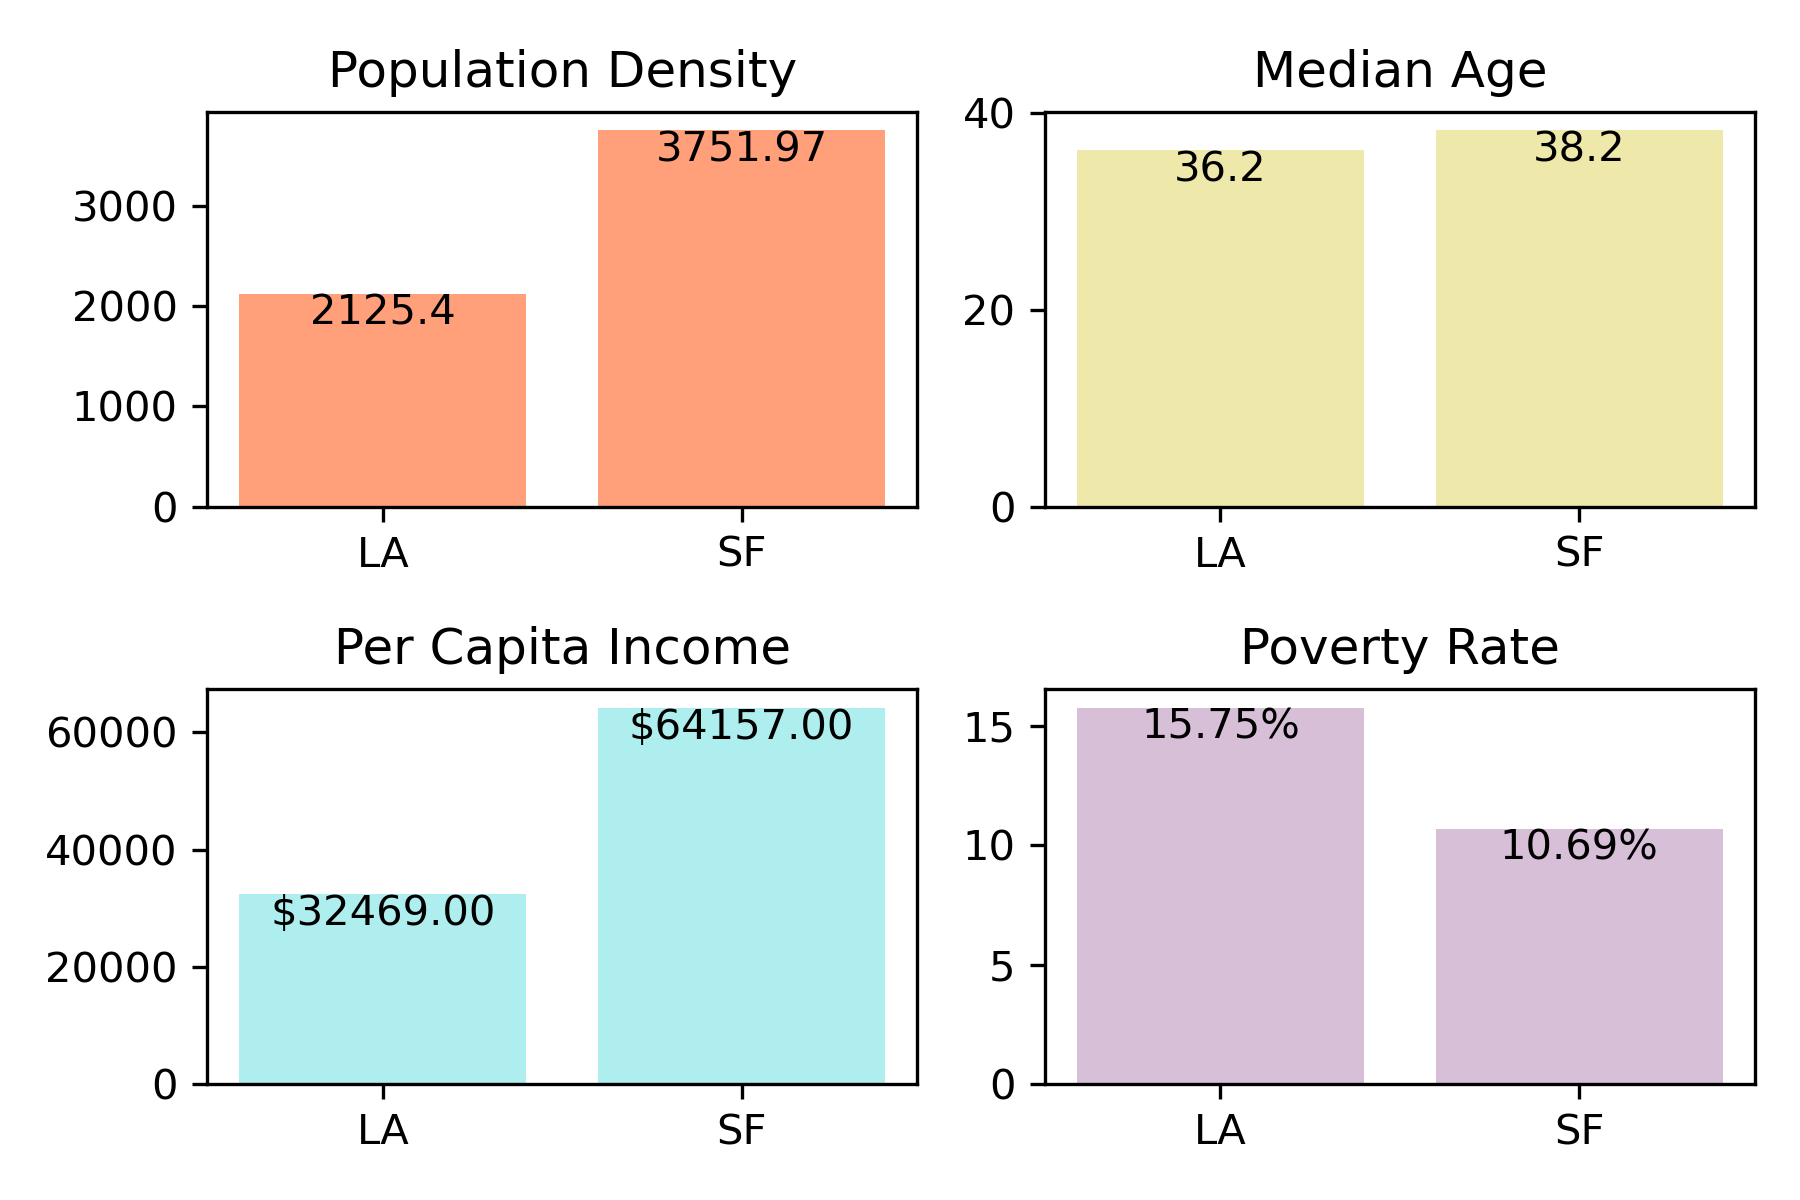 Population Density
3000
2000
1000
0
2125.4
3751.97
LA
SF
Median Age
40
20
0
36.2
38.2
LA
SF
Per Capita Income
60000
40000
20000
0
$32469.00
$64157.00
LA
SF
Poverty Rate
15
10
5
0
15.75%
10.69%
LA
SF